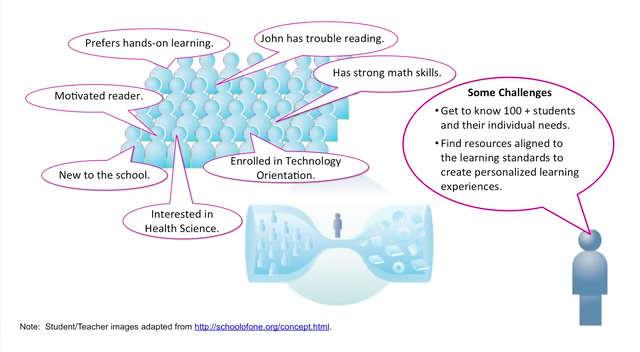 Prefers hands-on learning.
John has trouble reading.
Has strong math skills.
Motivated reader.
New to the school.
Enrolled in Technology
Orientation.
Interested in
Health Science.
Some Challenges
•Get to know 100 + students
and their individual needs.
•Find resources aligned to
the learning standards to
create personalized learning
experiences.
Note: Student/Teacher images adapted from http://schoolofone.org/concept.html.